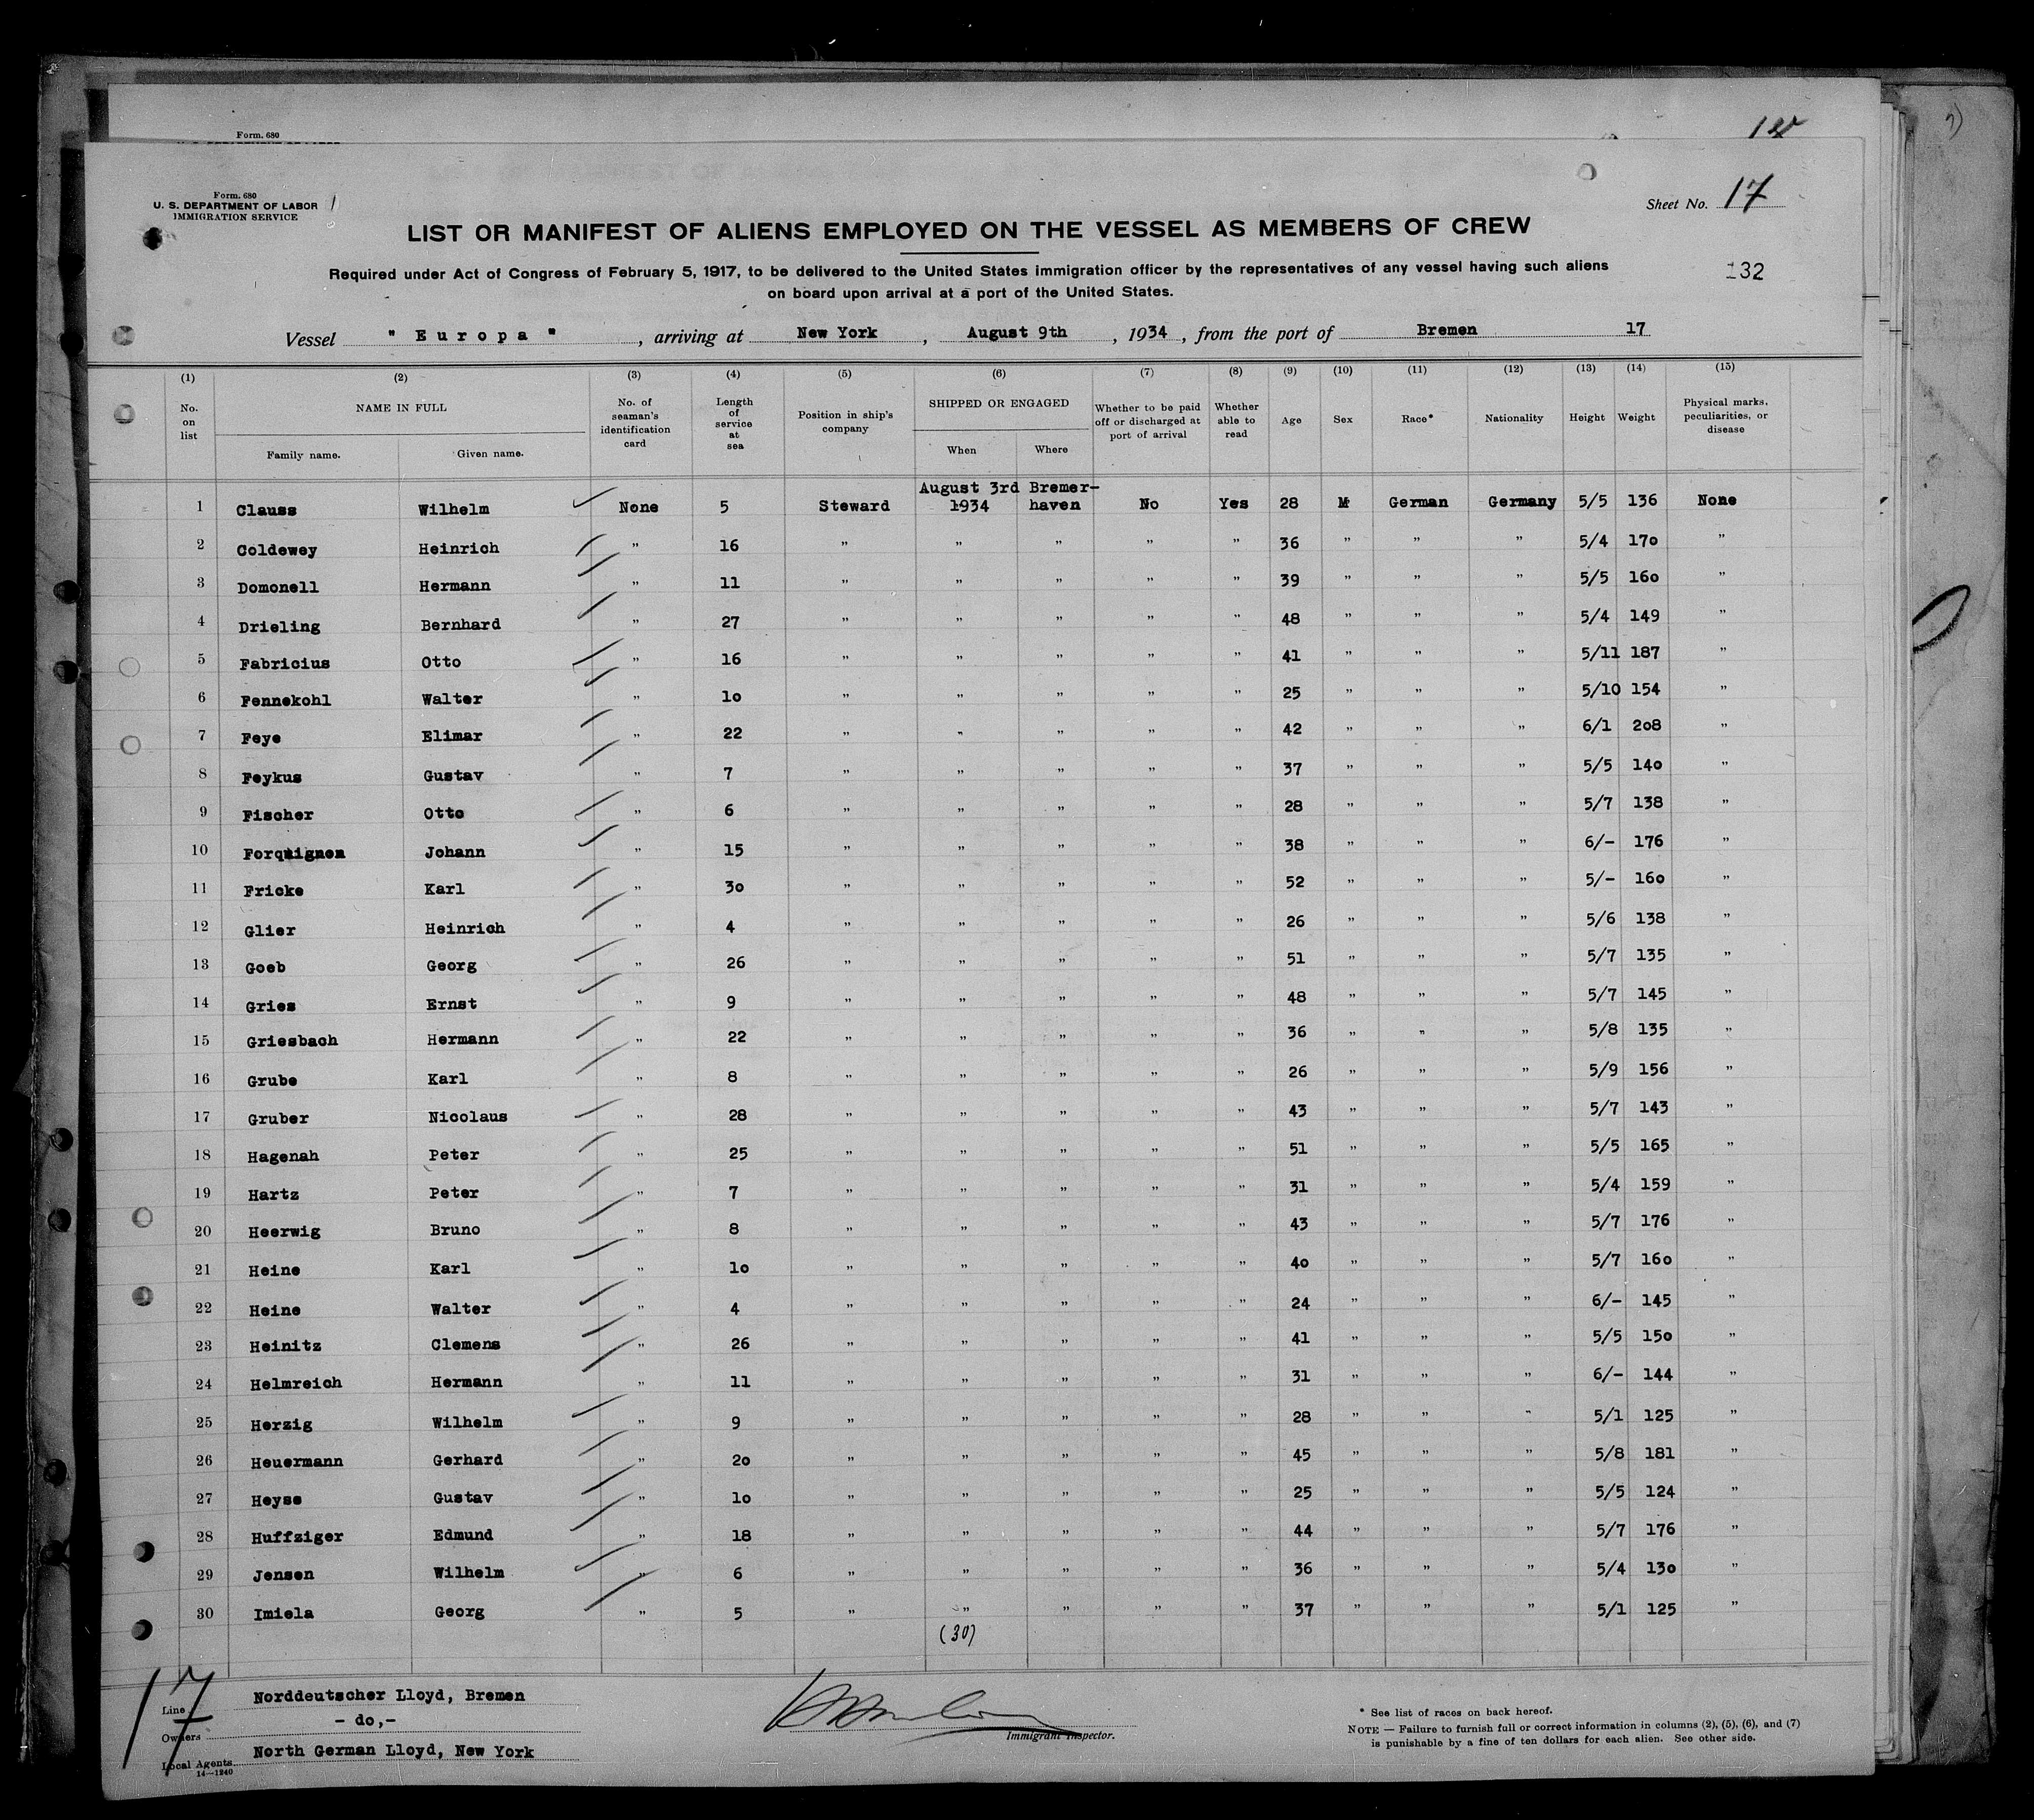 Form. 680
Form. 680
U. S. DEPARTMENT OF LABOR
IMMIGRATION SERVICE
Sheet No. 17
LIST OR MANIFEST OF ALIENS EMPLOYED ON THE VESSEL AS MEMBERS OF CREW
Required under Act of Congress of February 5, 1917, to be delivered to the United States immigration officer by the representatives of any vessel having such aliens
on board upon arrival at a port of the United States.
132
Vessel " Europa " , arriving at New York , August 9th , 1934 , from the port of Bremen 17
(1) (2) (3) (4) (5) (6) (7) (8) (9) (10) (11) (12) (13) (14) (15)
No. on list NAME IN FULL Family name. Given name. No. of seaman's identification card Length of service at sea Position in ship's company SHIPPED OR ENGAGED When Where Whether to be paid off or discharged at port of arrival Whether able to read Age Sex Race* Nationality Height Weight Physical marks, peculiarities, or disease
1 Clauss Wilhelm None 5 Steward August 3rd 1934 Bremer-haven No Yes 28 M German Germany 5/5 136 None
2 Coldewey Heinrich " 16 " " " " " 36 " " " 5/4 170 "
3 Domonell Hermann " 11 " " " " " 39 " " " 5/5 160 "
4 Drieling Bernhard " 27 " " " " " 48 " " " 5/4 149 "
5 Fabricius Otto " 16 " " " " " 41 " " " 5/11 187 "
6 Fennekohl Walter " 10 " " " " " 25 " " " 5/10 154 "
7 Feye Elimar " 22 " " " " " 42 " " " 6/1 208 "
8 Feykus Gustav " 7 " " " " " 37 " " " 5/5 140 "
9 Fischer Otto " 6 " " " " " 28 " " " 5/7 138 "
10 Forquignon Johann " 15 " " " " " 38 " " " 6/- 176 "
11 Fricke Karl " 30 " " " " " 52 " " " 5/- 160 "
12 Glier Heinrich " 4 " " " " " 26 " " " 5/6 138 "
13 Goeb Georg " 26 " " " " " 51 " " " 5/7 135 "
14 Gries Ernst " 9 " " " " " 48 " " " 5/7 145 "
15 Griesbach Hermann " 22 " " " " " 36 " " " 5/8 135 "
16 Grube Karl " 8 " " " " " 26 " " " 5/9 156 "
17 Gruber Nicolaus " 28 " " " " " 43 " " " 5/7 143 "
18 Hagenah Peter " 25 " " " " " 51 " " " 5/5 165 "
19 Hartz Peter " 7 " " " " " 31 " " " 5/4 159 "
20 Heerwig Bruno " 8 " " " " " 43 " " " 5/7 176 "
21 Heine Karl " 10 " " " " " 40 " " " 5/7 160 "
22 Heine Walter " 4 " " " " " 24 " " " 6/- 145 "
23 Heinitz Clemens " 26 " " " " " 41 " " " 5/5 150 "
24 Helmreich Hermann " 11 " " " " " 31 " " " 6/- 144 "
25 Herzig Wilhelm " 9 " " " " " 28 " " " 5/1 125 "
26 Heuermann Gerhard " 20 " " " " " 45 " " " 5/8 181 "
27 Heyse Gustav " 10 " " " " " 25 " " " 5/5 124 "
28 Huffziger Edmund " 18 " " " " " 44 " " " 5/7 176 "
29 Jensen Wilhelm " 6 " " " " " 36 " " " 5/4 130 "
30 Imiela Georg " 5 " " " " " 37 " " " 5/1 125 "
(30)
17
Line Norddeutscher Lloyd, Bremen
Owners - do,-
Local Agents North German Lloyd, New York
14—1240
Immigrant Inspector.
* See list of races on back hereof.
NOTE — Failure to furnish full or correct information in columns (2), (5), (6), and (7)
is punishable by a fine of ten dollars for each alien. See other side.